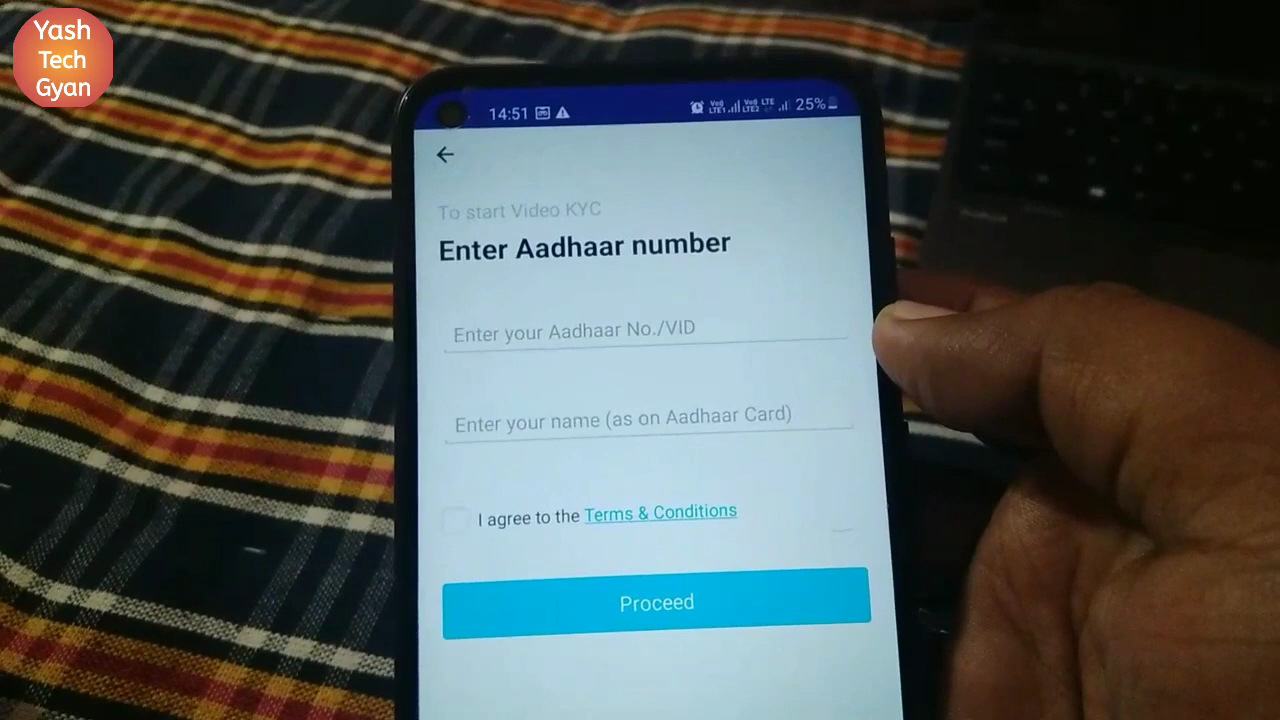 Yash
Tech
Gyan
14:51
25%
To start Video KYC
Enter Aadhaar number
Enter your Aadhaar No./VID
Enter your name (as on Aadhaar Card)
I agree to the Terms & Conditions
Proceed